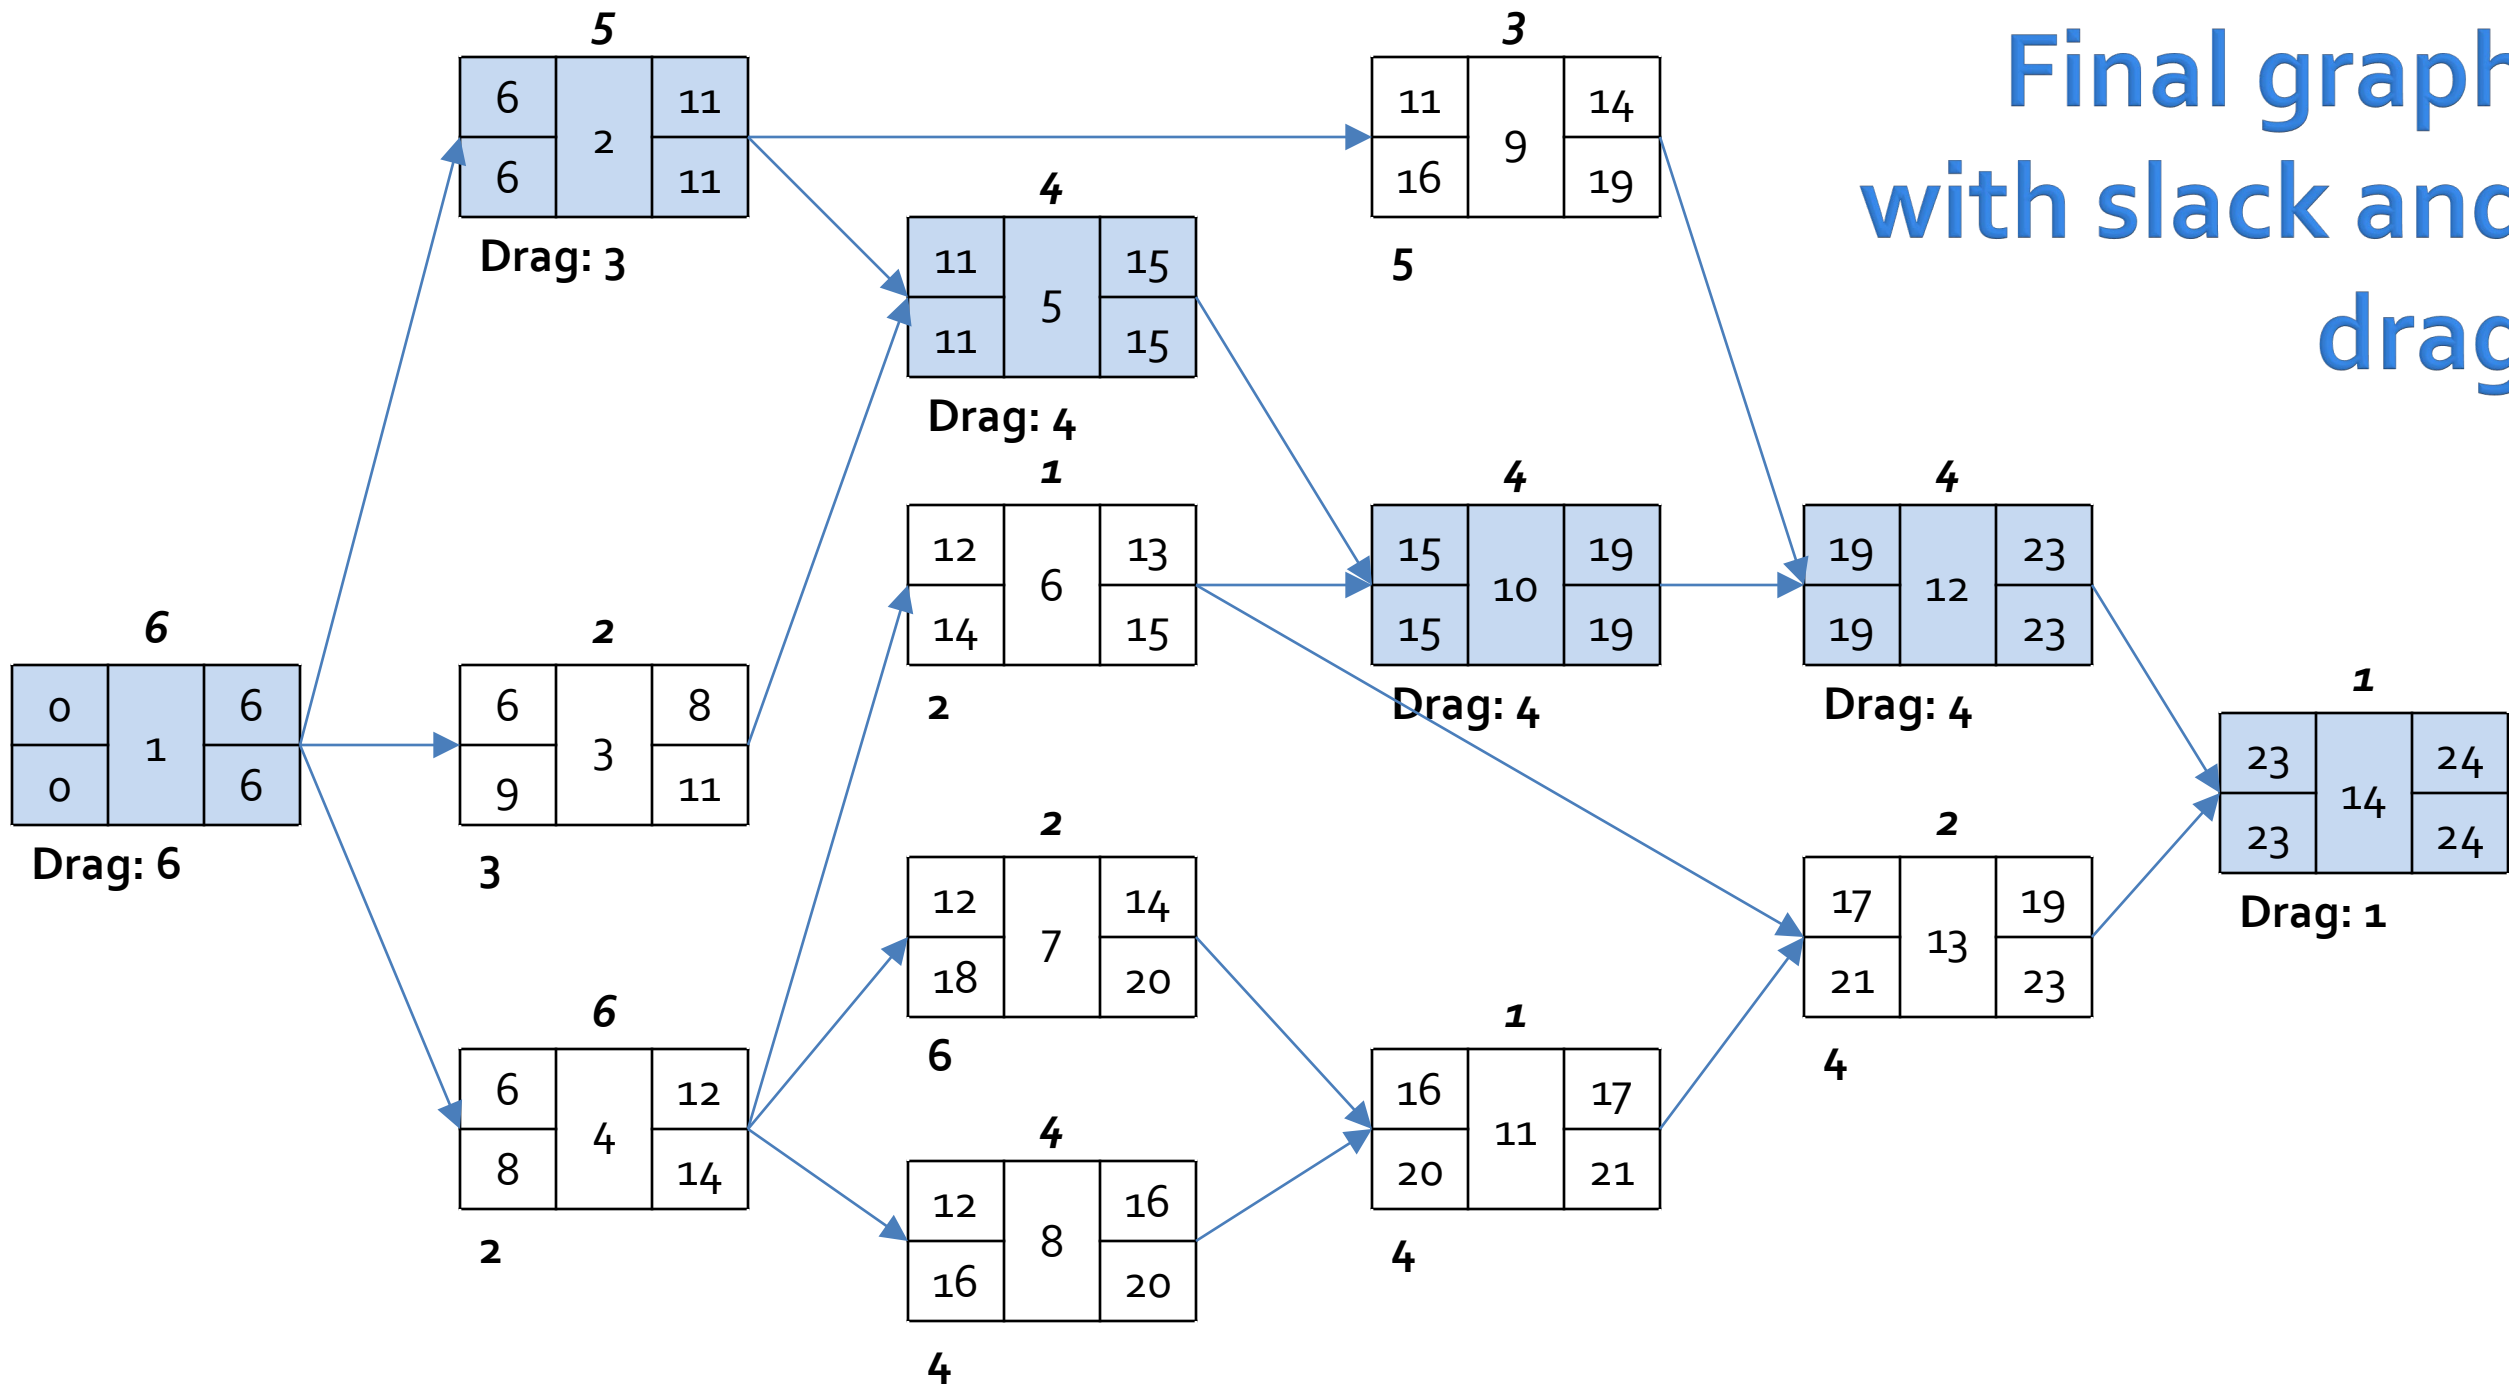 Final graph
with slack and
drag
5
6 2 11
6 11
Drag: 3
3
11 9 14
16 19
5
4
11 5 15
11 15
Drag: 4
1
12 6 13
14 15
2
4
15 10 19
15 19
Drag: 4
4
19 12 23
19 23
Drag: 4
6
0 1 6
0 6
Drag: 6
2
6 3 8
9 11
3
1
23 14 24
23 24
Drag: 1
2
12 7 14
18 20
6
2
17 13 19
21 23
4
6
6 4 12
8 14
2
4
12 8 16
16 20
4
1
16 11 17
20 21
4